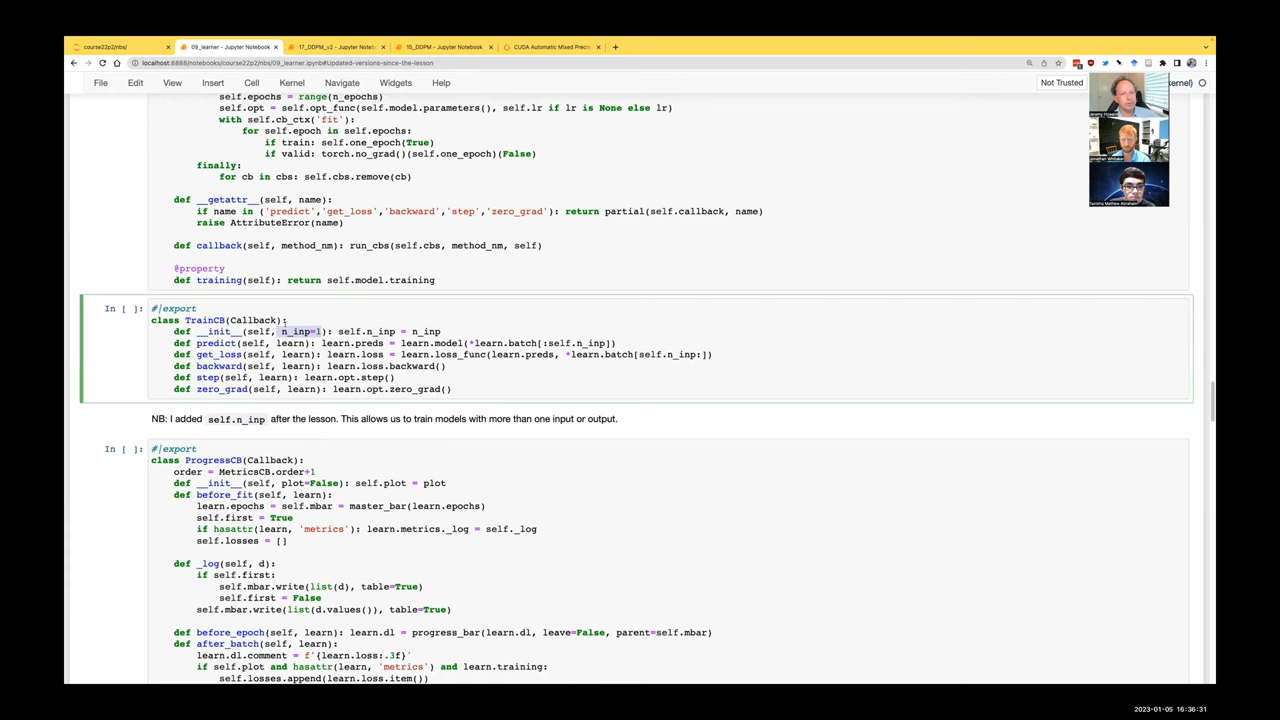 course22p2/nbs/
09_learner - Jupyter Notebook
17_DDPM_v2 - Jupyter Notebook
15_DDPM - Jupyter Notebook
CUDA Automatic Mixed Preci
localhost:8888/notebooks/course22p2/nbs/09_learner.ipynb#Updated-versions-since-the-lesson
File Edit View Insert Cell Kernel Navigate Widgets Help
Not Trusted
kernel)
self.epochs = range(n_epochs)
self.opt = self.opt_func(self.model.parameters(), self.lr if lr is None else lr)
with self.cb_ctx('fit'):
for self.epoch in self.epochs:
if train: self.one_epoch(True)
if valid: torch.no_grad()(self.one_epoch)(False)
finally:
for cb in cbs: self.cbs.remove(cb)
def __getattr__(self, name):
if name in ('predict','get_loss','backward','step','zero_grad'): return partial(self.callback, name)
raise AttributeError(name)
def callback(self, method_nm): run_cbs(self.cbs, method_nm, self)
@property
def training(self): return self.model.training
Jeremy Howard
Jonathan Whitaker
Tanishq Mathew Abraham
In [ ]:
#|export
class TrainCB(Callback):
def __init__(self, n_inp=1): self.n_inp = n_inp
def predict(self, learn): learn.preds = learn.model(*learn.batch[:self.n_inp])
def get_loss(self, learn): learn.loss = learn.loss_func(learn.preds, *learn.batch[self.n_inp:])
def backward(self, learn): learn.loss.backward()
def step(self, learn): learn.opt.step()
def zero_grad(self, learn): learn.opt.zero_grad()
NB: I added self.n_inp after the lesson. This allows us to train models with more than one input or output.
In [ ]:
#|export
class ProgressCB(Callback):
order = MetricsCB.order+1
def __init__(self, plot=False): self.plot = plot
def before_fit(self, learn):
learn.epochs = self.mbar = master_bar(learn.epochs)
self.first = True
if hasattr(learn, 'metrics'): learn.metrics._log = self._log
self.losses = []
def _log(self, d):
if self.first:
self.mbar.write(list(d), table=True)
self.first = False
self.mbar.write(list(d.values()), table=True)
def before_epoch(self, learn): learn.dl = progress_bar(learn.dl, leave=False, parent=self.mbar)
def after_batch(self, learn):
learn.dl.comment = f'{learn.loss:.3f}'
if self.plot and hasattr(learn, 'metrics') and learn.training:
self.losses.append(learn.loss.item())
2023-01-05 16:36:31